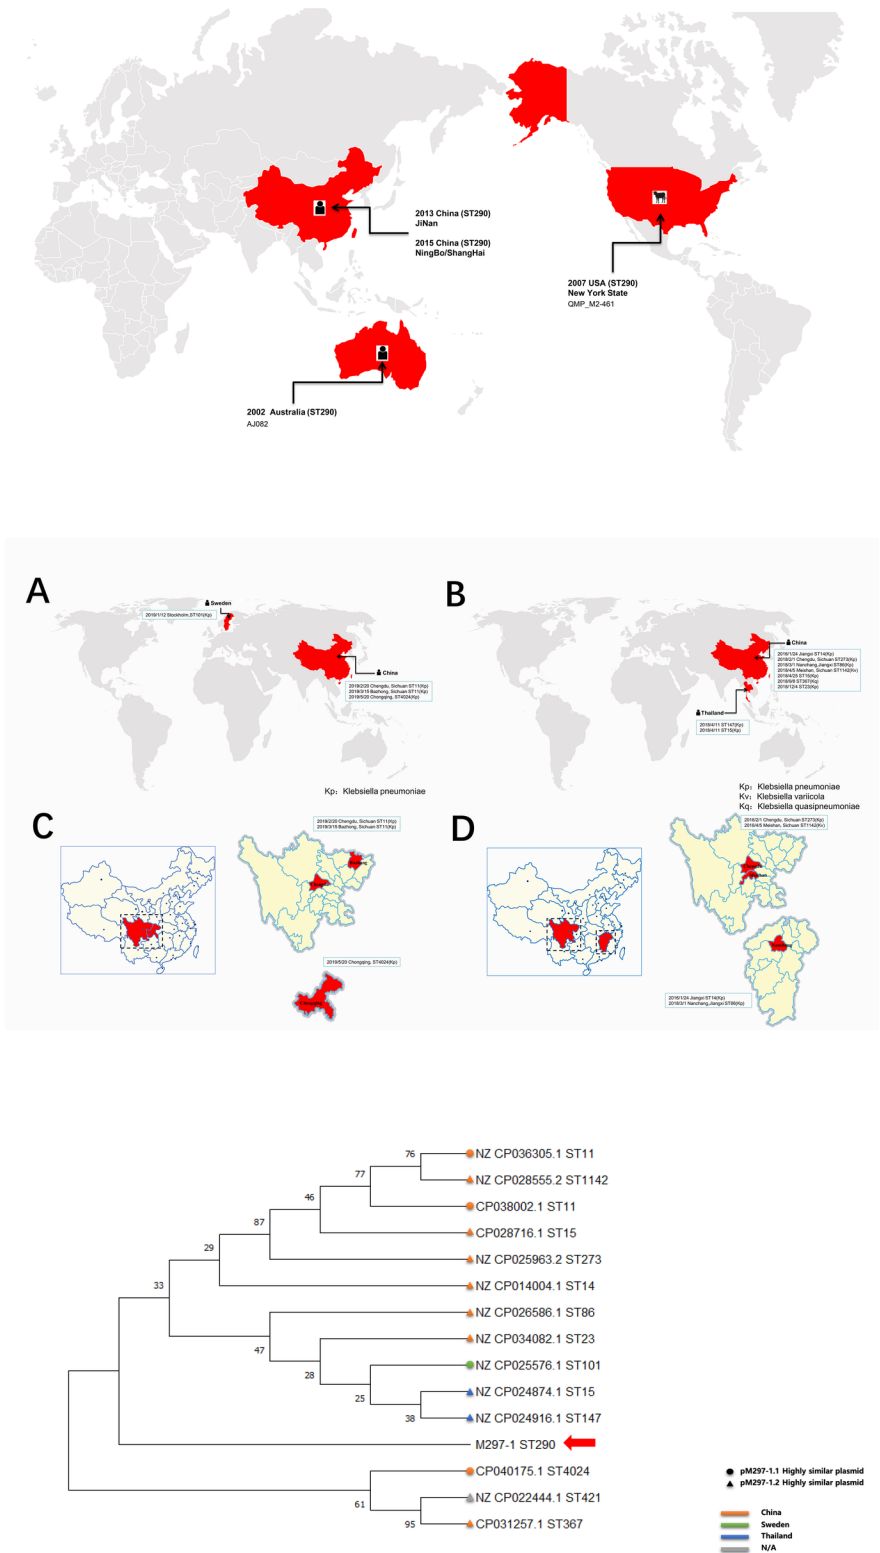 2013 China (ST290)
JiNan
2015 China (ST290)
NingBo/ShangHai
2007 USA (ST290)
New York State
QMP_M2-461
2002 Australia (ST290)
AJ082
A
Sweden
2019/1/12 Stockholm,ST101(Kp)
China
2019/2/20 Chengdu, Sichuan ST11(Kp)
2019/3/15 Bazhong, Sichuan ST11(Kp)
2019/5/20 Chongqing, ST4024(Kp)
Kp: Klebsiella pneumoniae
B
China
2018/1/24 Jiangxi ST14(Kp)
2018/2/1 Chengdu, Sichuan ST273(Kp)
2018/3/1 Nanchang,Jiangxi ST86(Kp)
2018/4/5 Meishan, Sichuan ST1142(Kv)
2018/4/25 ST15(Kp)
2018/9/8 ST367(Kq)
2018/12/4 ST23(Kp)
Thailand
2018/4/11 ST147(Kp)
2018/4/11 ST15(Kp)
Kp: Klebsiella pneumoniae
Kv: Klebsiella variicola
Kq: Klebsiella quasipneumoniae
C
2019/2/20 Chengdu, Sichuan ST11(Kp)
2019/3/15 Bazhong, Sichuan ST11(Kp)
2019/5/20 Chongqing, ST4024(Kp)
Chongqing
D
2018/2/1 Chengdu, Sichuan ST273(Kp)
2018/4/5 Meishan, Sichuan ST1142(Kv)
2018/1/24 Jiangxi ST14(Kp)
2018/3/1 Nanchang,Jiangxi ST86(Kp)
76
NZ CP036305.1 ST11
NZ CP028555.2 ST1142
77
CP038002.1 ST11
46
CP028716.1 ST15
87
NZ CP025963.2 ST273
29
NZ CP014004.1 ST14
33
NZ CP026586.1 ST86
47
NZ CP034082.1 ST23
28
NZ CP025576.1 ST101
25
NZ CP024874.1 ST15
38
NZ CP024916.1 ST147
M297-1 ST290
CP040175.1 ST4024
61
NZ CP022444.1 ST421
95
CP031257.1 ST367
pM297-1.1 Highly similar plasmid
pM297-1.2 Highly similar plasmid
China
Sweden
Thailand
N/A